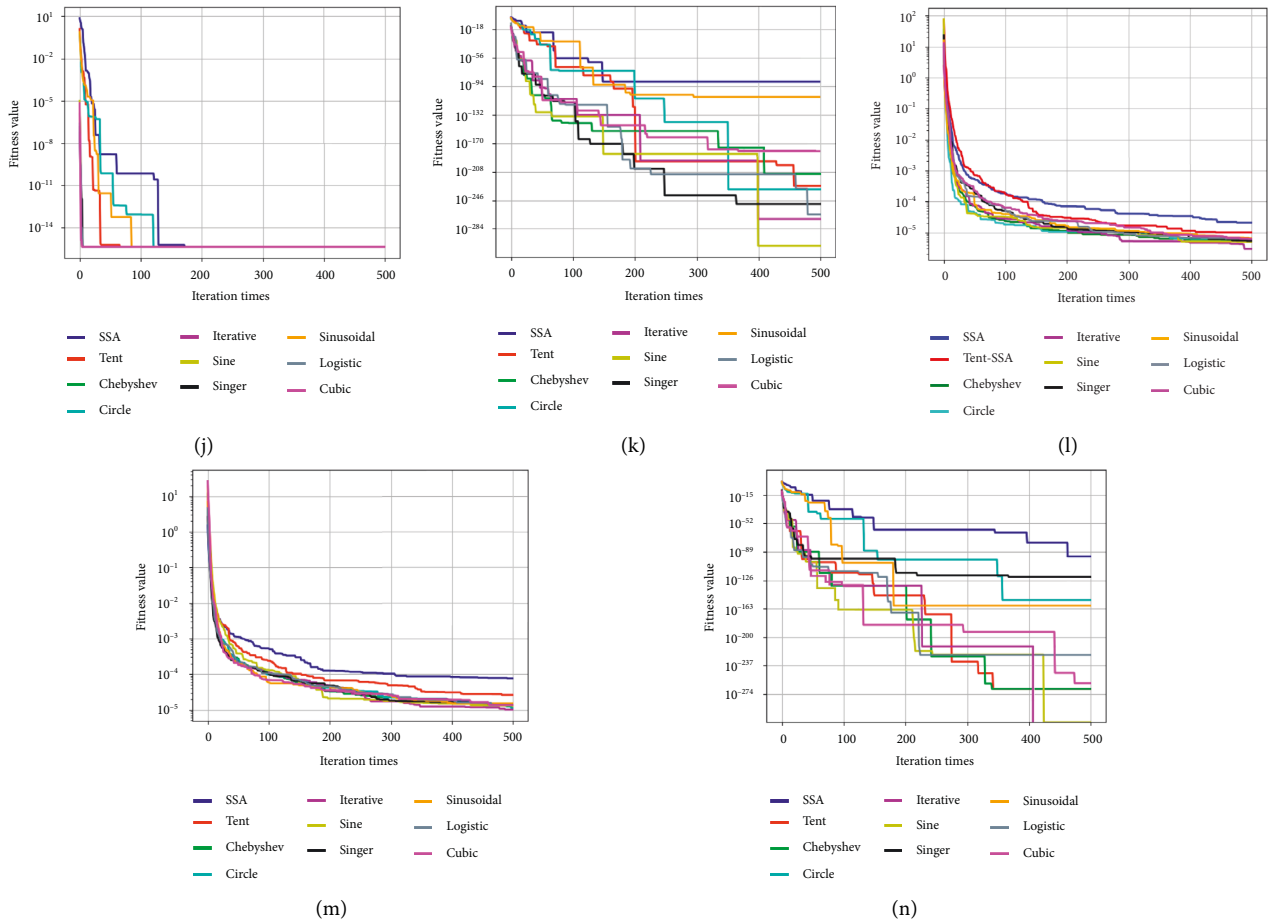 Fitness value
10^1
10^-2
10^-5
10^-8
10^-11
10^-14
0 100 300 300 400 500
Iteration times
SSA
Tent
Chebyshev
Circle
Iterative
Sine
Singer
Sinusoidal
Logistic
Cubic
(j)
Fitness value
10^-18
10^-56
10^-94
10^-132
10^-170
10^-208
10^-246
10^-284
0 100 200 300 400 500
Iteration times
SSA
Tent
Chebyshev
Circle
Iterative
Sine
Singer
Sinusoidal
Logistic
Cubic
(k)
Fitness value
10^2
10^1
10^0
10^-1
10^-2
10^-3
10^-4
10^-5
0 100 200 300 400 500
Iteration times
SSA
Tent-SSA
Chebyshev
Circle
Iterative
Sine
Singer
Sinusoidal
Logistic
Cubic
(l)
Fitness value
10^1
10^0
10^-1
10^-2
10^-3
10^-4
10^-5
0 100 200 300 400 500
Iteration times
SSA
Tent
Chebyshev
Circle
Iterative
Sine
Singer
Sinusoidal
Logistic
Cubic
(m)
Fitness value
10^-15
10^-52
10^-89
10^-126
10^-163
10^-200
10^-237
10^-274
0 100 200 300 400 500
Iteration times
SSA
Tent
Chebyshev
Circle
Iterative
Sine
Singer
Sinusoidal
Logistic
Cubic
(n)